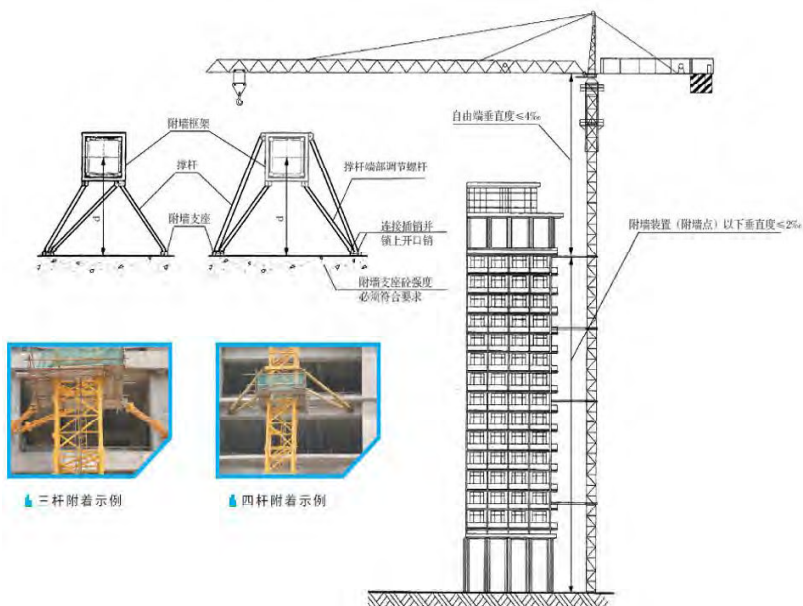 自由端垂直度≤4‰
附墙框架
撑杆
撑杆端部调节螺杆
附墙支座
连接插销并
锁上开口销
附墙装置（附墙点）以下垂直度≤2‰
附墙支座砼强度
必须符合要求
d
d
三杆附着示例
四杆附着示例